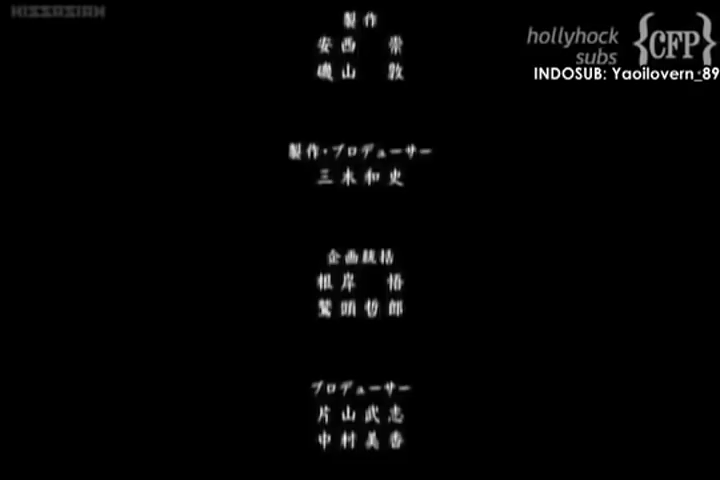 KISSASIAN
hollyhock
subs
{CFP}
INDOSUB: Yaoilovern_89
製作
安西 崇
磯山 敦
製作・プロデューサー
三木和史
企画統括
根岸 悟
鷲頭哲郎
プロデューサー
片山武志
中村美香